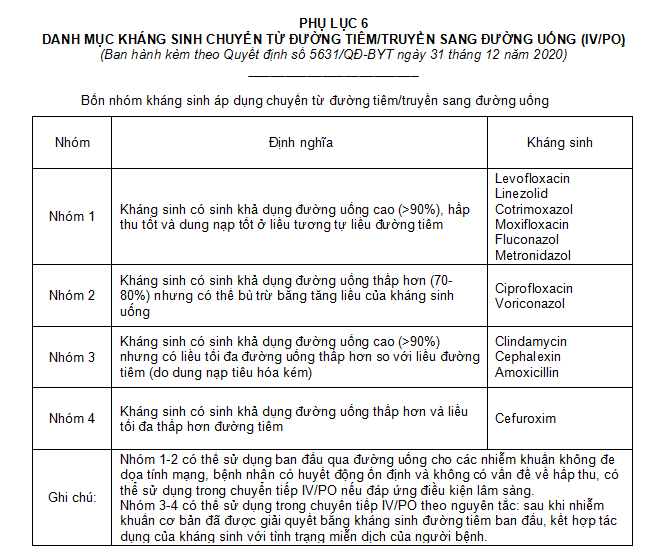 PHỤ LỤC 6
DANH MỤC KHÁNG SINH CHUYỂN TỪ ĐƯỜNG TIÊM/TRUYỀN SANG ĐƯỜNG UỐNG (IV/PO)
(Ban hành kèm theo Quyết định số 5631/QĐ-BYT ngày 31 tháng 12 năm 2020)
Bốn nhóm kháng sinh áp dụng chuyển từ đường tiêm/truyền sang đường uống
Nhóm
Định nghĩa
Kháng sinh
Nhóm 1
Kháng sinh có sinh khả dụng đường uống cao (>90%), hấp
thu tốt và dung nạp tốt ở liều tương tự liều đường tiêm
Levofloxacin
Linezolid
Cotrimoxazol
Moxifloxacin
Fluconazol
Metronidazol
Nhóm 2
Kháng sinh có sinh khả dụng đường uống thấp hơn (70-
80%) nhưng có thể bù trừ bằng tăng liều của kháng sinh
uống
Ciprofloxacin
Voriconazol
Nhóm 3
Kháng sinh có sinh khả dụng đường uống cao (>90%)
nhưng có liều tối đa đường uống thấp hơn so với liều đường
tiêm (do dung nạp tiêu hóa kém)
Clindamycin
Cephalexin
Amoxicillin
Nhóm 4
Kháng sinh có sinh khả dụng đường uống thấp hơn và liều
tối đa thấp hơn đường tiêm
Cefuroxim
Ghi chú:
Nhóm 1-2 có thể sử dụng ban đầu qua đường uống cho các nhiễm khuẩn không đe
dọa tính mạng, bệnh nhân có huyết động ổn định và không có vấn đề về hấp thu, có
thể sử dụng trong chuyển tiếp IV/PO nếu đáp ứng điều kiện lâm sàng.
Nhóm 3-4 có thể sử dụng trong chuyển tiếp IV/PO theo nguyên tắc: sau khi nhiễm
khuẩn cơ bản đã được giải quyết bằng kháng sinh đường tiêm ban đầu, kết hợp tác
dụng của kháng sinh với tình trạng miễn dịch của người bệnh.